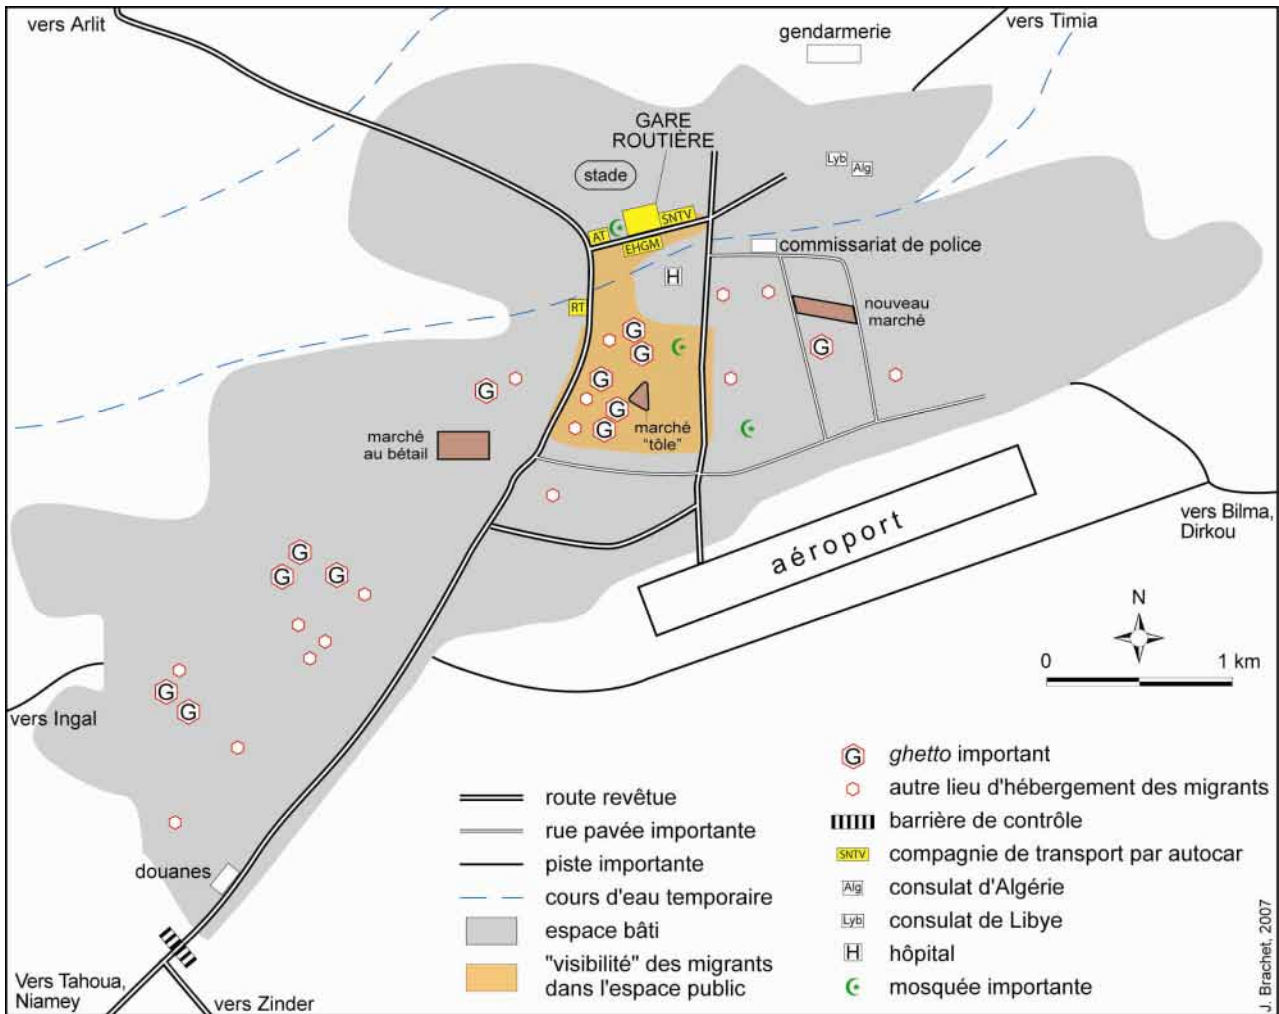 vers Arlit
gendarmerie
vers Timia
GARE
ROUTIÈRE
stade
Lyb
Alg
SNTV
AT
EHGM
commissariat de police
H
RT
nouveau
marché
G
G
G
G
G
G
G
marché
"tôle"
marché
au bétail
aéroport
vers Bilma,
Dirkou
G
G
G
N
0 1 km
G
G
vers Ingal
douanes
Vers Tahoua,
Niamey
vers Zinder
route revêtue
rue pavée importante
piste importante
cours d'eau temporaire
espace bâti
"visibilité" des migrants
dans l'espace public
G ghetto important
autre lieu d'hébergement des migrants
barrière de contrôle
SNTV compagnie de transport par autocar
Alg consulat d'Algérie
Lyb consulat de Libye
H hôpital
mosquée importante
J. Brachet, 2007